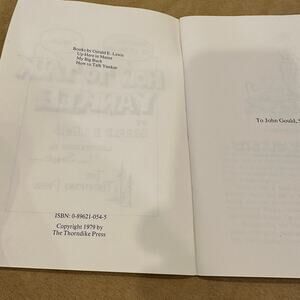 Books by Gerald E. Lewis
Up Here in Maine
My Big Buck
How to Talk Yankee
ISBN: 0-89621-054-5
Copyright 1979 by
The Thorndike Press
To John Gould,